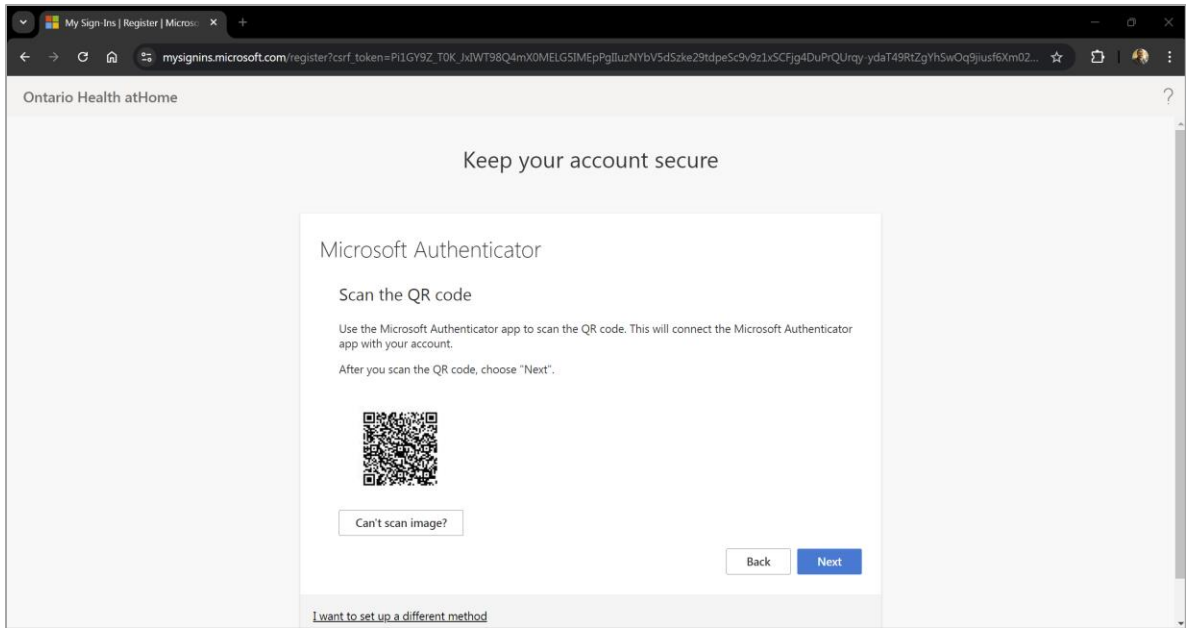 My Sign-Ins | Register | Microso
mysignins.microsoft.com/register?csrf_token=Pi1GY9Z_T0K_JxlWT98Q4mX0MELG5IMEpPgIIuzNYbV5dSzke29tdpeSc9v9z1xSCFjg4DuPrQUrqy-ydaT49RtZgYhSwOq9jiusf6Xm02...
Ontario Health atHome
?
Keep your account secure
Microsoft Authenticator
Scan the QR code
Use the Microsoft Authenticator app to scan the QR code. This will connect the Microsoft Authenticator
app with your account.
After you scan the QR code, choose "Next".
Can't scan image?
Back Next
I want to set up a different method